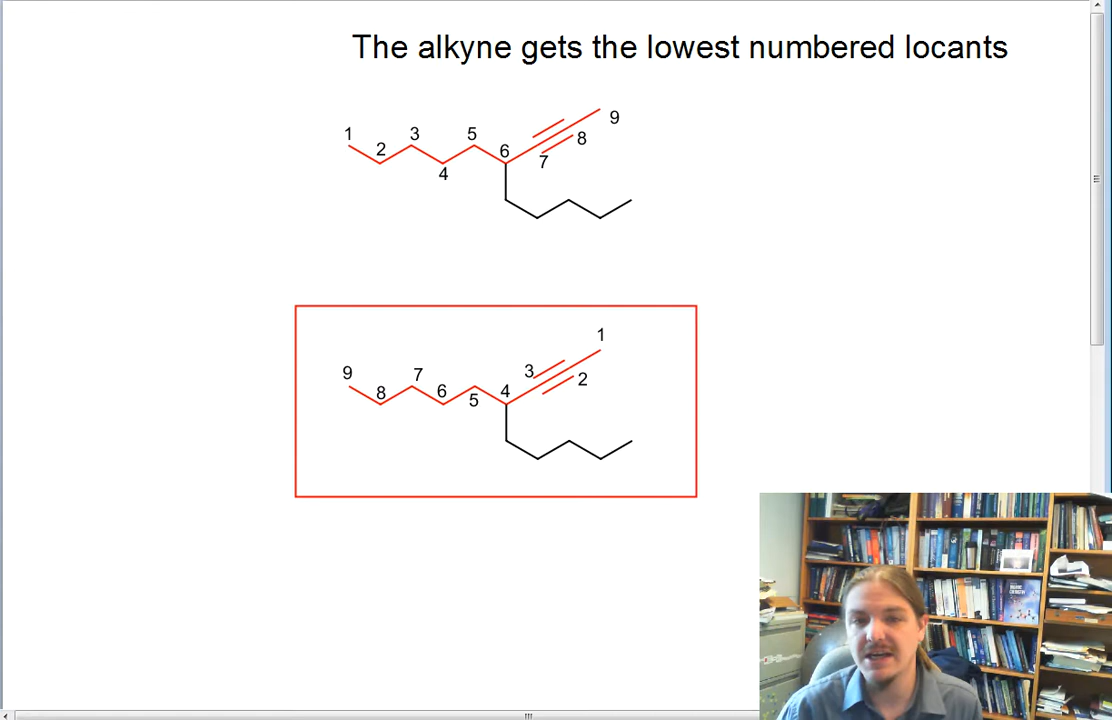 The alkyne gets the lowest numbered locants
1 2 3 4 5 6 7 8 9
9 8 7 6 5 4 3 2 1